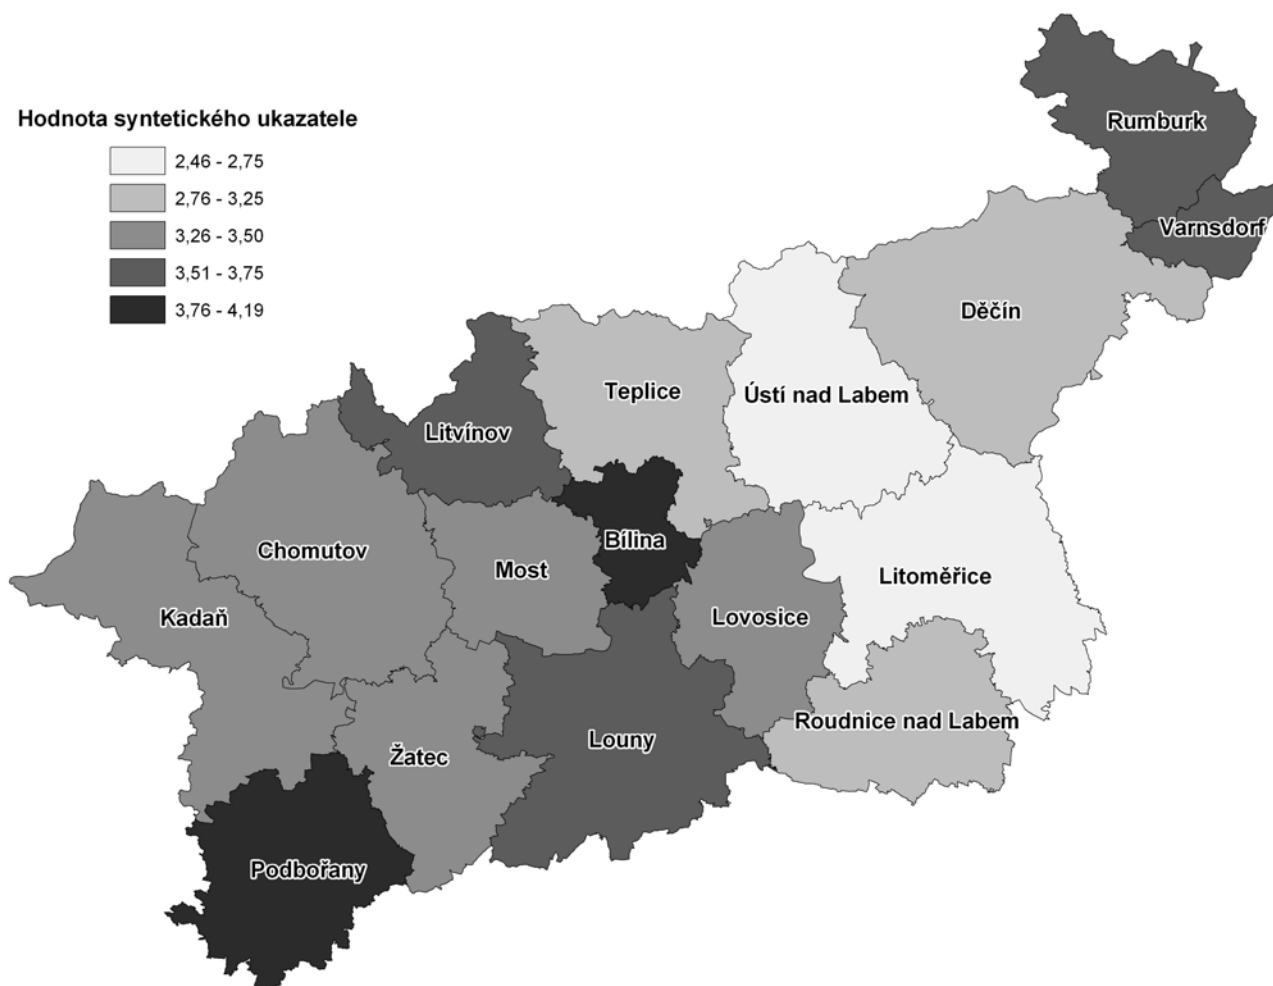 Hodnota syntetického ukazatele
2,46 - 2,75
2,76 - 3,25
3,26 - 3,50
3,51 - 3,75
3,76 - 4,19
Rumburk
Varnsdorf
Děčín
Teplice
Ústí nad Labem
Litvínov
Chomutov
Most
Bílina
Litoměřice
Kadaň
Lovosice
Roudnice nad Labem
Louny
Žatec
Podbořany